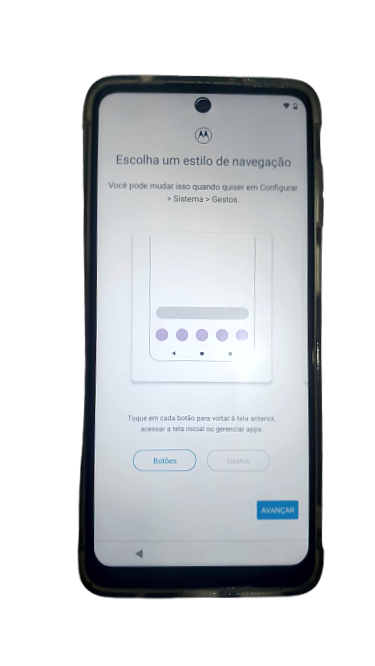 Escolha um estilo de navegação
Você pode mudar isso quando quiser em Configurar
> Sistema > Gestos.
Toque em cada botão para voltar à tela anterior,
acessar a tela inicial ou gerenciar apps.
Botões
Gestos
AVANÇAR